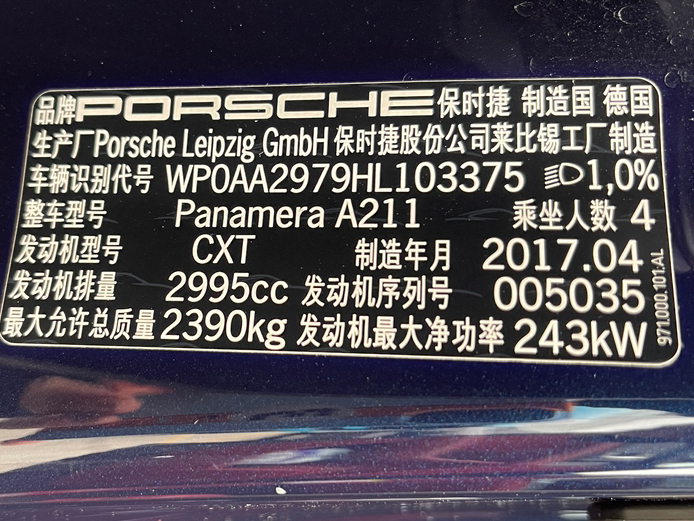 品牌PORSCHE保时捷 制造国 德国
生产厂Porsche Leipzig GmbH 保时捷股份公司莱比锡工厂制造
车辆识别代号 WP0AA2979HL103375 1,0%
整车型号 Panamera A211 乘坐人数 4
发动机型号 CXT 制造年月 2017.04
发动机排量 2995cc 发动机序列号 005035
最大允许总质量 2390kg 发动机最大净功率 243kW
971.000.101.AL